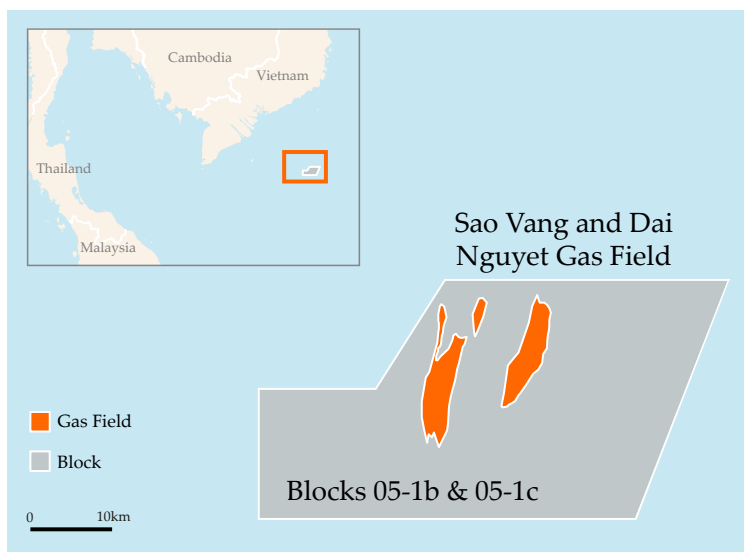 Cambodia
Vietnam
Thailand
Malaysia
Sao Vang and Dai
Nguyet Gas Field
Gas Field
Block
Blocks 05-1b & 05-1c
0 10km